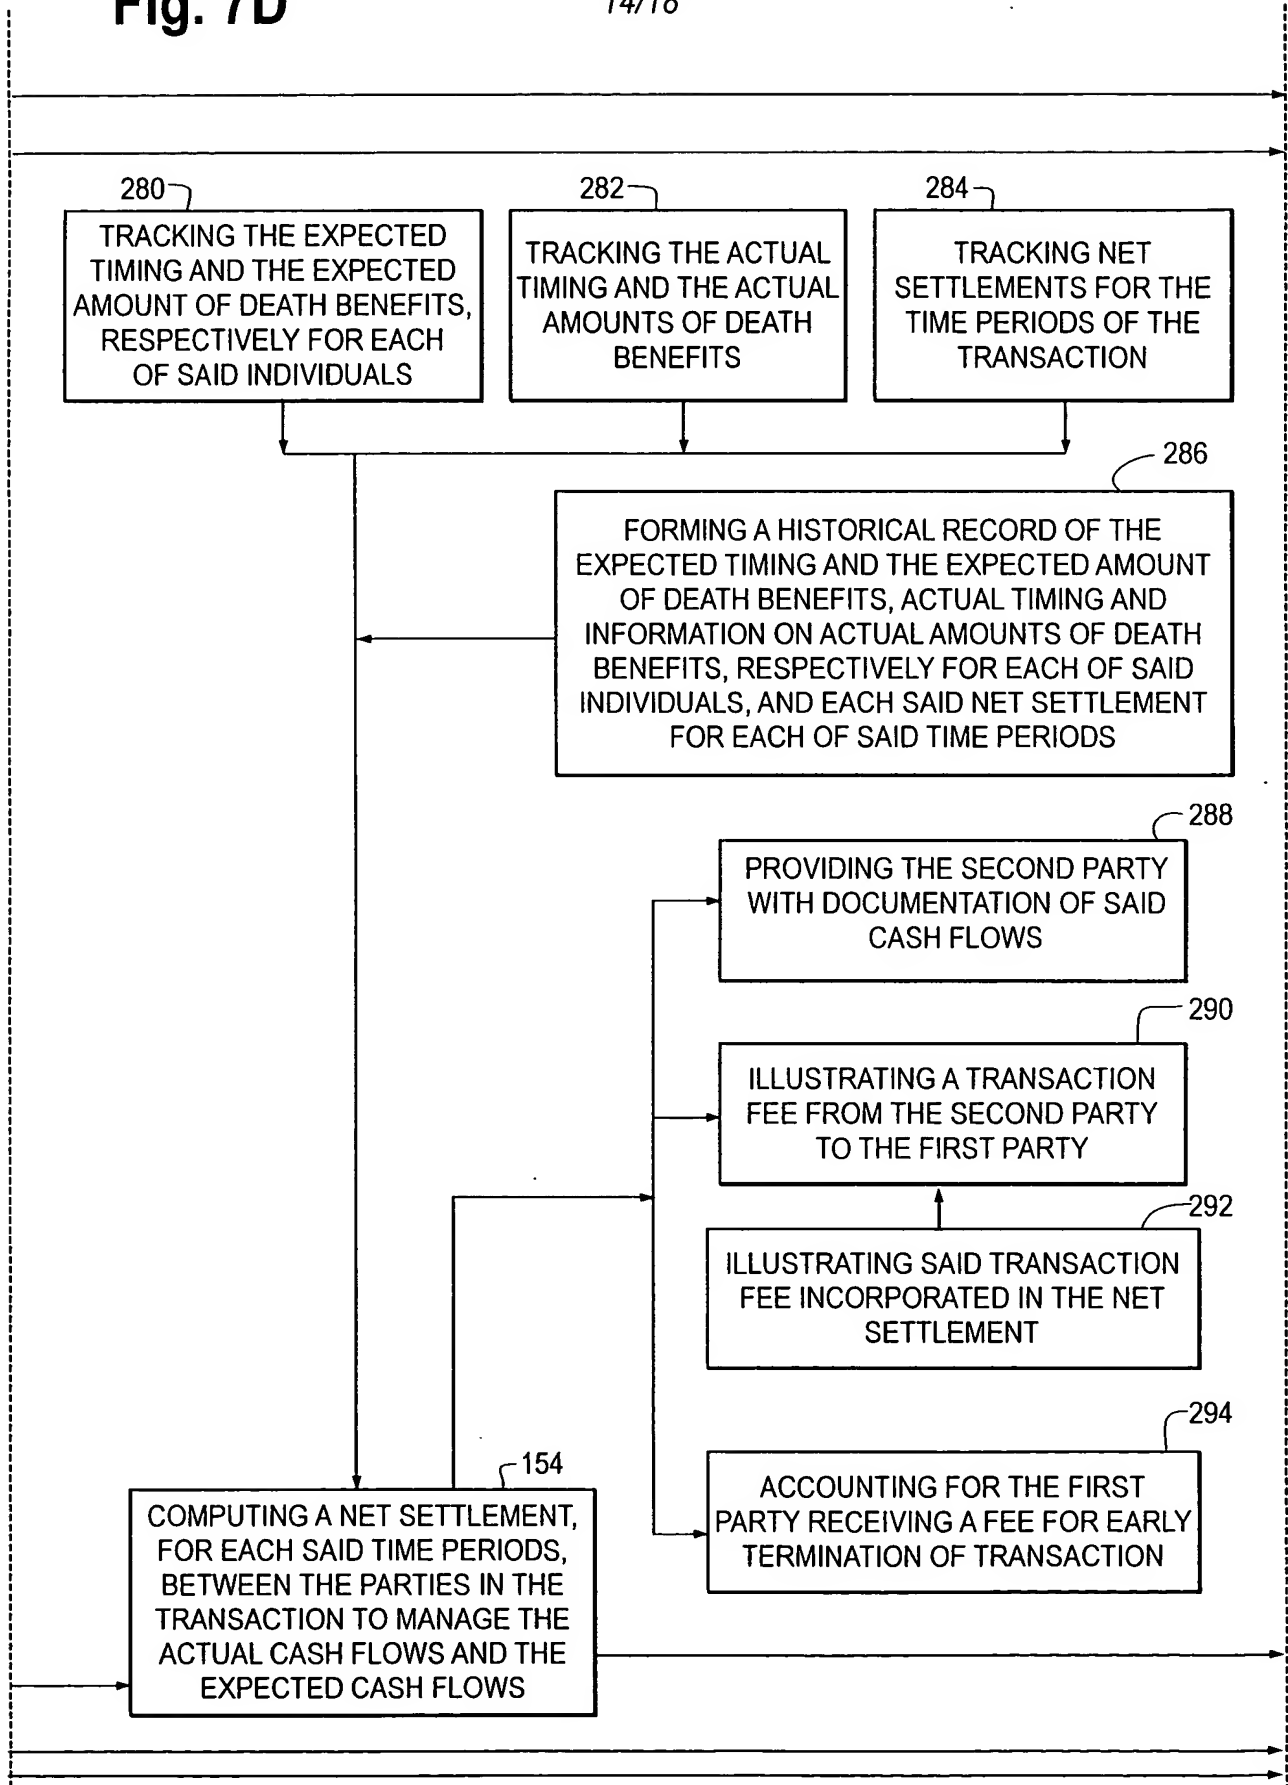 Fig. 7D
14/18
280
282
284
TRACKING THE EXPECTED
TIMING AND THE EXPECTED
AMOUNT OF DEATH BENEFITS,
RESPECTIVELY FOR EACH
OF SAID INDIVIDUALS
TRACKING THE ACTUAL
TIMING AND THE ACTUAL
AMOUNTS OF DEATH
BENEFITS
TRACKING NET
SETTLEMENTS FOR THE
TIME PERIODS OF THE
TRANSACTION
286
FORMING A HISTORICAL RECORD OF THE
EXPECTED TIMING AND THE EXPECTED AMOUNT
OF DEATH BENEFITS, ACTUAL TIMING AND
INFORMATION ON ACTUAL AMOUNTS OF DEATH
BENEFITS, RESPECTIVELY FOR EACH OF SAID
INDIVIDUALS, AND EACH SAID NET SETTLEMENT
FOR EACH OF SAID TIME PERIODS
288
PROVIDING THE SECOND PARTY
WITH DOCUMENTATION OF SAID
CASH FLOWS
290
ILLUSTRATING A TRANSACTION
FEE FROM THE SECOND PARTY
TO THE FIRST PARTY
292
ILLUSTRATING SAID TRANSACTION
FEE INCORPORATED IN THE NET
SETTLEMENT
294
ACCOUNTING FOR THE FIRST
PARTY RECEIVING A FEE FOR EARLY
TERMINATION OF TRANSACTION
154
COMPUTING A NET SETTLEMENT,
FOR EACH SAID TIME PERIODS,
BETWEEN THE PARTIES IN THE
TRANSACTION TO MANAGE THE
ACTUAL CASH FLOWS AND THE
EXPECTED CASH FLOWS